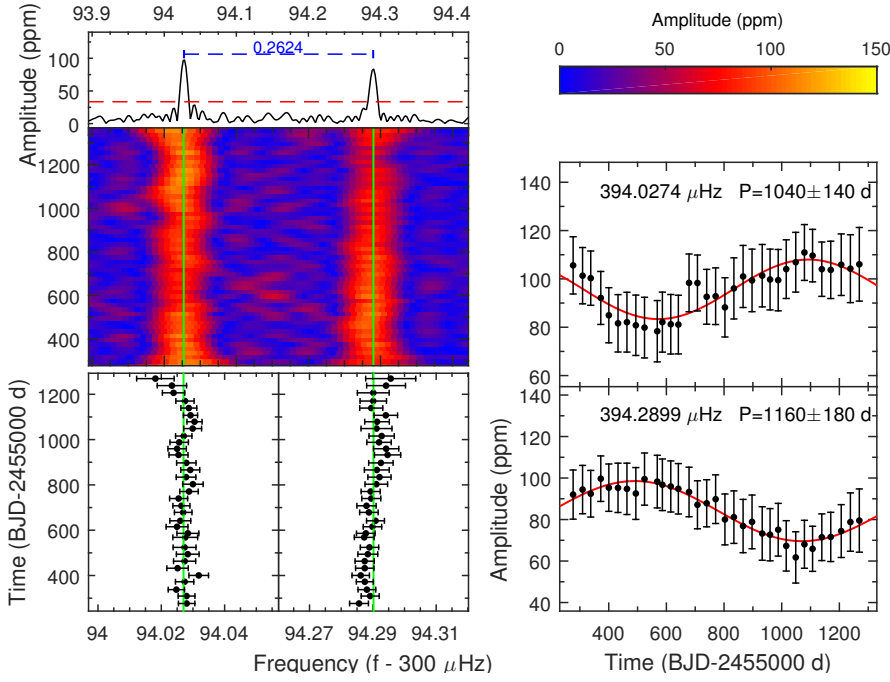 93.9 94 94.1 94.2 94.3 94.4
Amplitude (ppm)
100
50
0
0.2624
1200
1000
800
600
400
Time (BJD-2455000 d)
1200
1000
800
600
400
94 94.02 94.04 94.27 94.29 94.31
Frequency (f - 300 μHz)
Amplitude (ppm)
0 50 100 150
394.0274 μHz P=1040±140 d
140
120
100
80
60
394.2899 μHz P=1160±180 d
140
120
100
80
60
40
Amplitude (ppm)
200 400 600 800 1000 1200
Time (BJD-2455000 d)